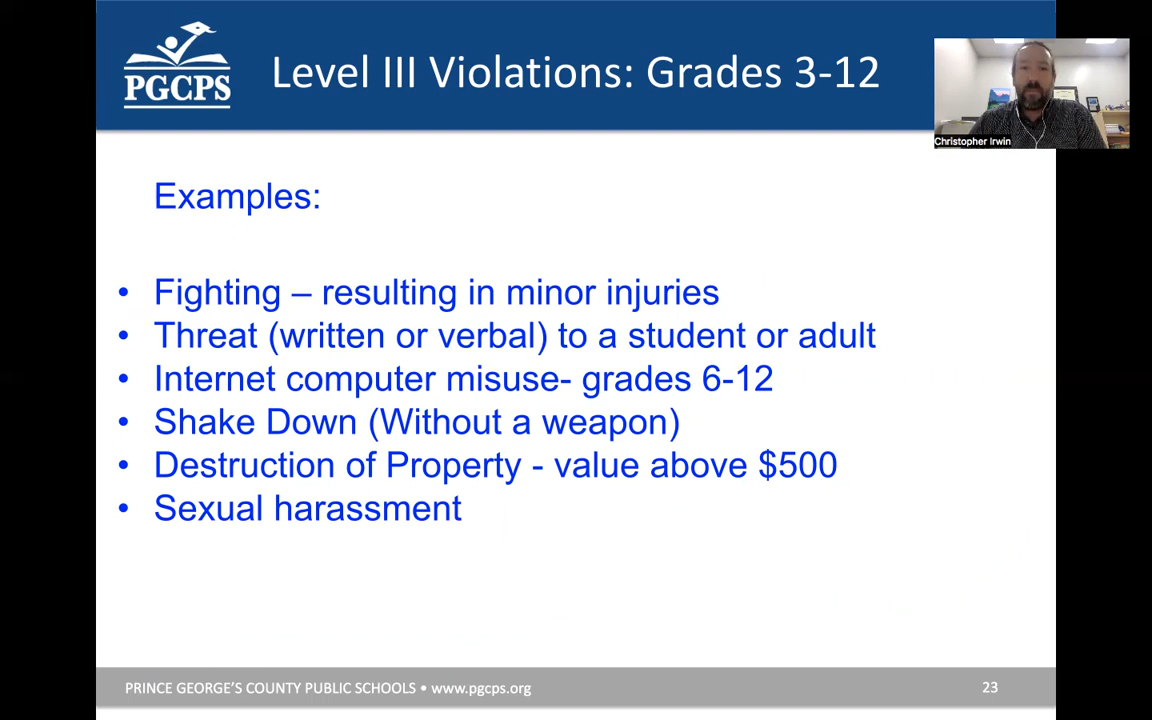 PGCPS
Level III Violations: Grades 3-12
Christopher Irwin
Examples:
• Fighting – resulting in minor injuries
• Threat (written or verbal) to a student or adult
• Internet computer misuse- grades 6-12
• Shake Down (Without a weapon)
• Destruction of Property - value above $500
• Sexual harassment
PRINCE GEORGE'S COUNTY PUBLIC SCHOOLS • www.pgcps.org
23